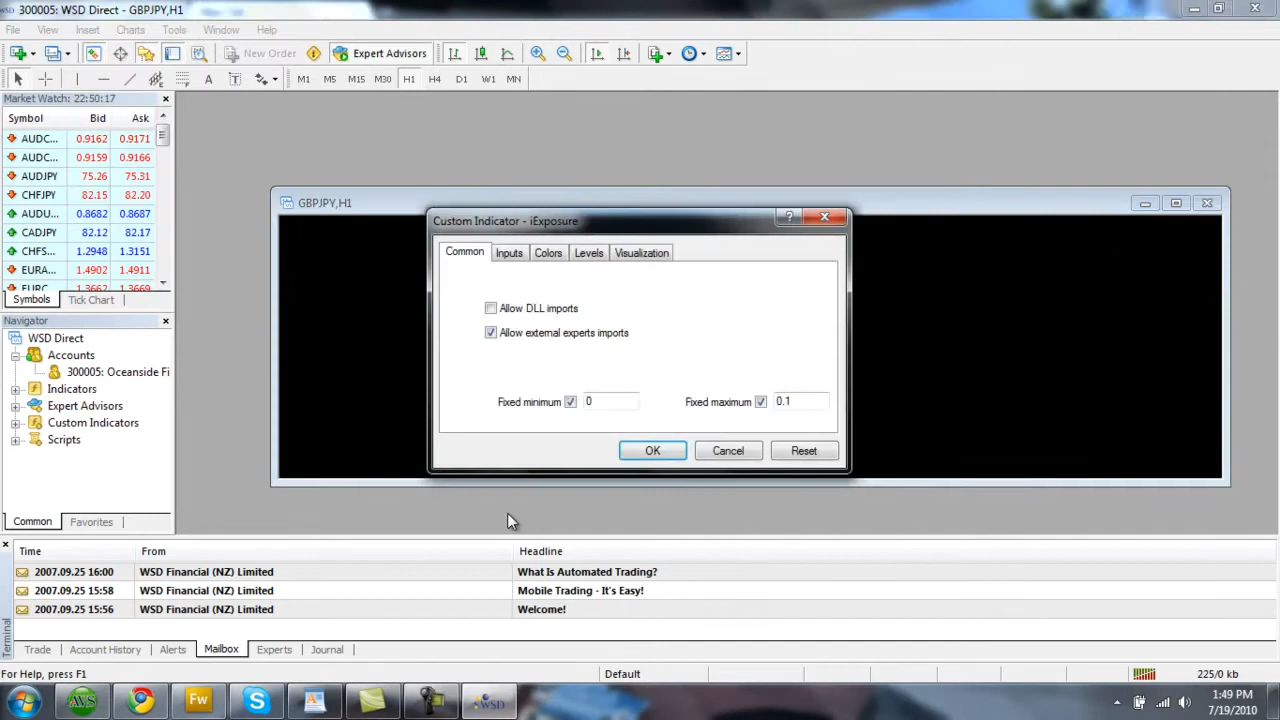 300005: WSD Direct - GBPJPY,H1
File View Insert Charts Tools Window Help
New Order Expert Advisors
A T M1 M5 M15 M30 H1 H4 D1 W1 MN
Market Watch: 22:50:17
Symbol Bid Ask
AUDC... 0.9162 0.9171
AUDC... 0.9159 0.9166
AUDJPY 75.26 75.31
CHFJPY 82.15 82.20
AUDU... 0.8682 0.8687
CADJPY 82.12 82.17
CHFS... 1.2948 1.3151
EURA... 1.4902 1.4911
EURC... 1.3662 1.3669
Symbols Tick Chart
Navigator
WSD Direct
Accounts
300005: Oceanside Fi
Indicators
Expert Advisors
Custom Indicators
Scripts
Common Favorites
GBPJPY,H1
Custom Indicator - iExposure
Common Inputs Colors Levels Visualization
Allow DLL imports
Allow external experts imports
Fixed minimum 0 Fixed maximum 0.1
OK Cancel Reset
Time From Headline
2007.09.25 16:00 WSD Financial (NZ) Limited What Is Automated Trading?
2007.09.25 15:58 WSD Financial (NZ) Limited Mobile Trading - It's Easy!
2007.09.25 15:56 WSD Financial (NZ) Limited Welcome!
Terminal
Trade Account History Alerts Mailbox Experts Journal
For Help, press F1 Default 225/0 kb
AVS Fw WSD 1:49 PM
7/19/2010